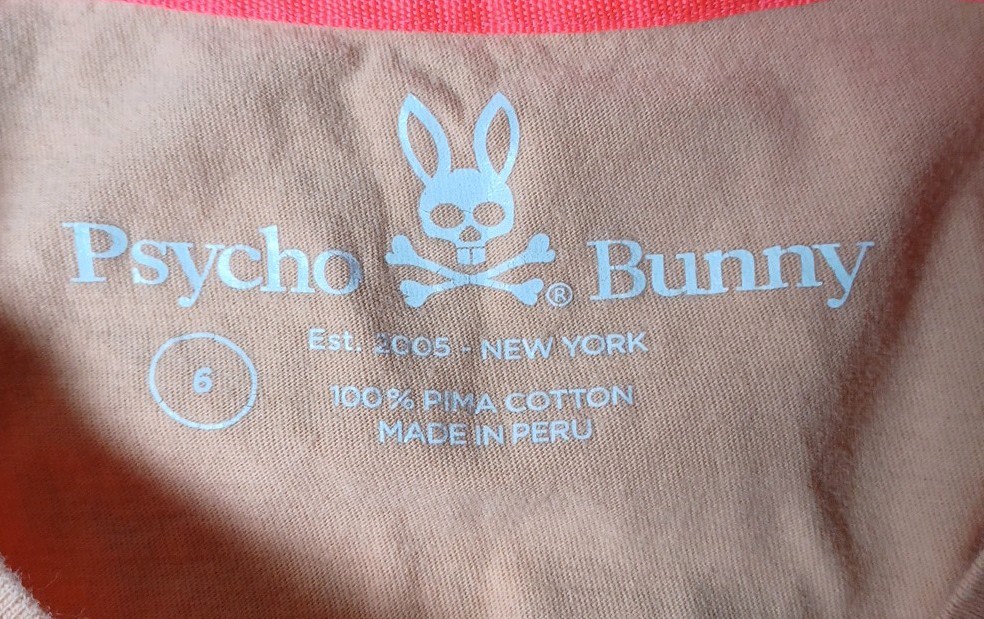 Psycho ® Bunny
Est. 2005 - NEW YORK
6
100% PIMA COTTON
MADE IN PERU